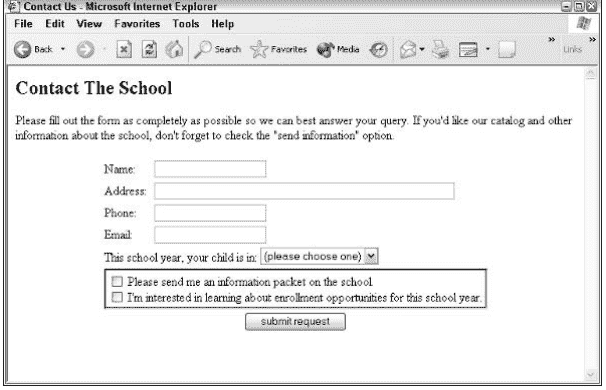 Contact Us - Microsoft Internet Explorer
File Edit View Favorites Tools Help
Back Search Favorites Media » » Links
Contact The School
Please fill out the form as completely as possible so we can best answer your query. If you'd like our catalog and other
information about the school, don't forget to check the "send information" option.
Name:
Address:
Phone:
Email:
This school year, your child is in: (please choose one)
Please send me an information packet on the school
I'm interested in learning about enrollment opportunities for this school year.
submit request